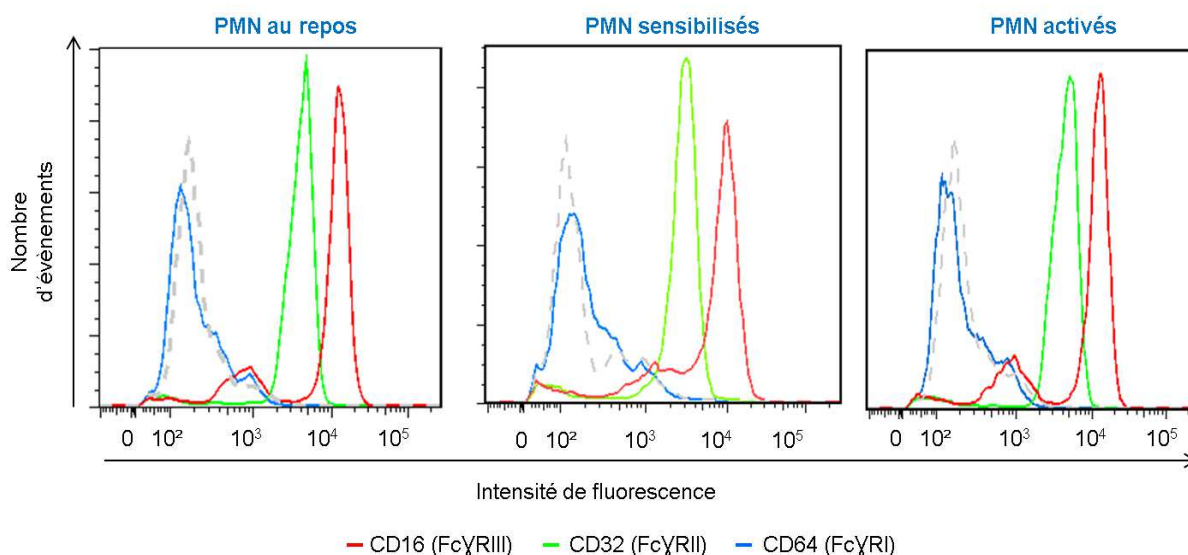 PMN au repos
PMN sensibilisés
PMN activés
Nombre
d'évènements
0 10² 10³ 10⁴ 10⁵
0 10² 10³ 10⁴ 10⁵
0 10² 10³ 10⁴ 10⁵
Intensité de fluorescence
CD16 (FcɣRIII) CD32 (FcɣRII) CD64 (FcɣRI)